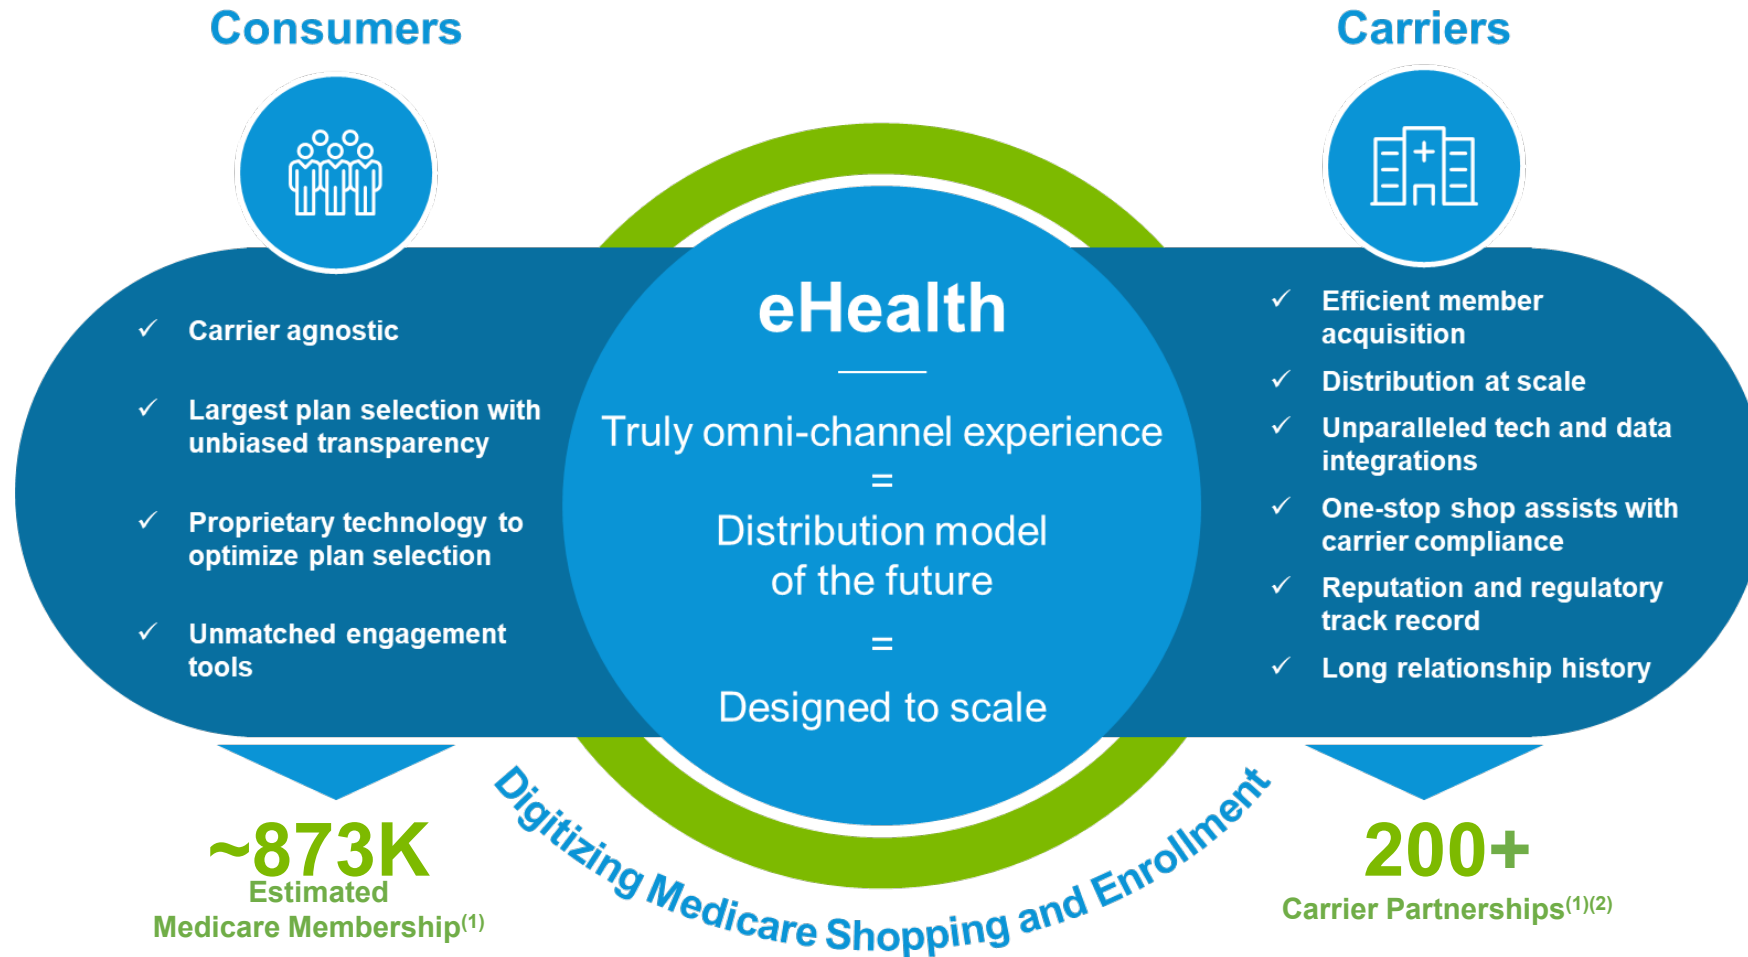 Consumers
Carrier agnostic
Largest plan selection with
unbiased transparency
Proprietary technology to
optimize plan selection
Unmatched engagement
tools
~873K
Estimated
Medicare Membership(1)
eHealth
Truly omni-channel experience
=
Distribution model
of the future
=
Designed to scale
Digitizing Medicare Shopping and Enrollment
Carriers
Efficient member
acquisition
Distribution at scale
Unparalleled tech and data
integrations
One-stop shop assists with
carrier compliance
Reputation and regulatory
track record
Long relationship history
200+
Carrier Partnerships(1)(2)